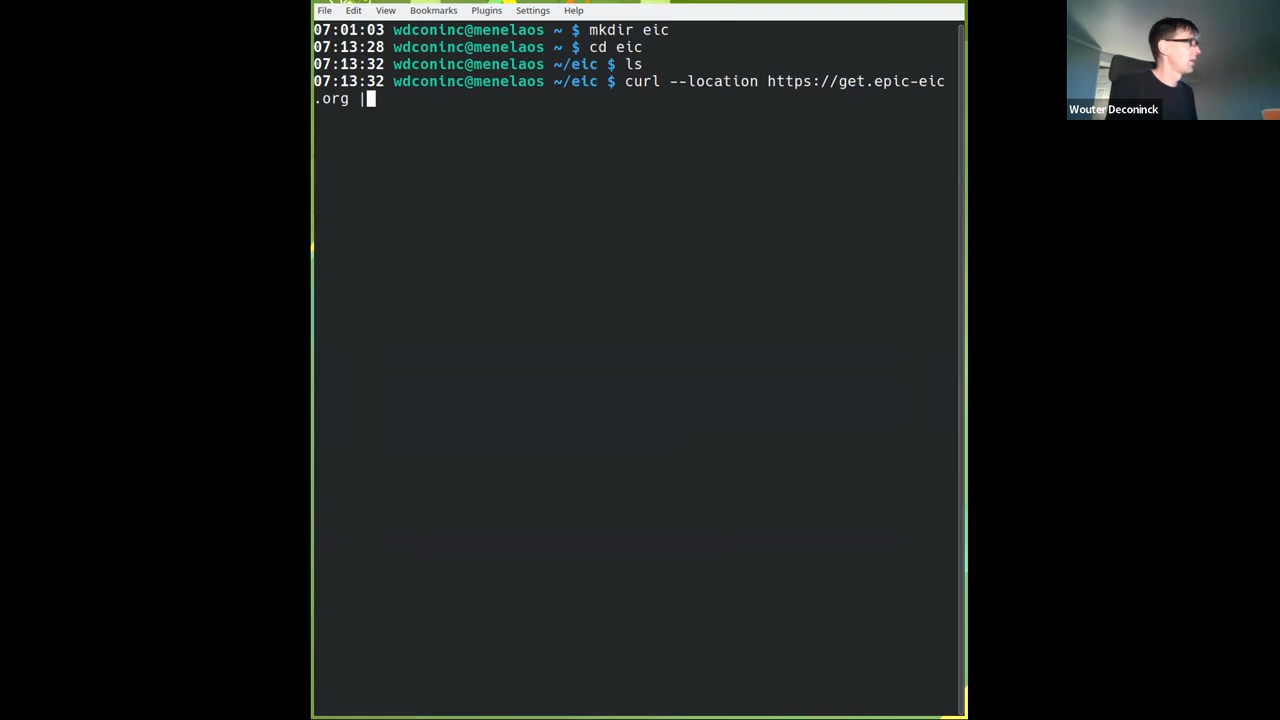 File Edit View Bookmarks Plugins Settings Help
07:01:03 wdconinc@menelaos ~ $ mkdir eic
07:13:28 wdconinc@menelaos ~ $ cd eic
07:13:32 wdconinc@menelaos ~/eic $ ls
07:13:32 wdconinc@menelaos ~/eic $ curl --location https://get.epic-eic
.org |
Wouter Deconinck